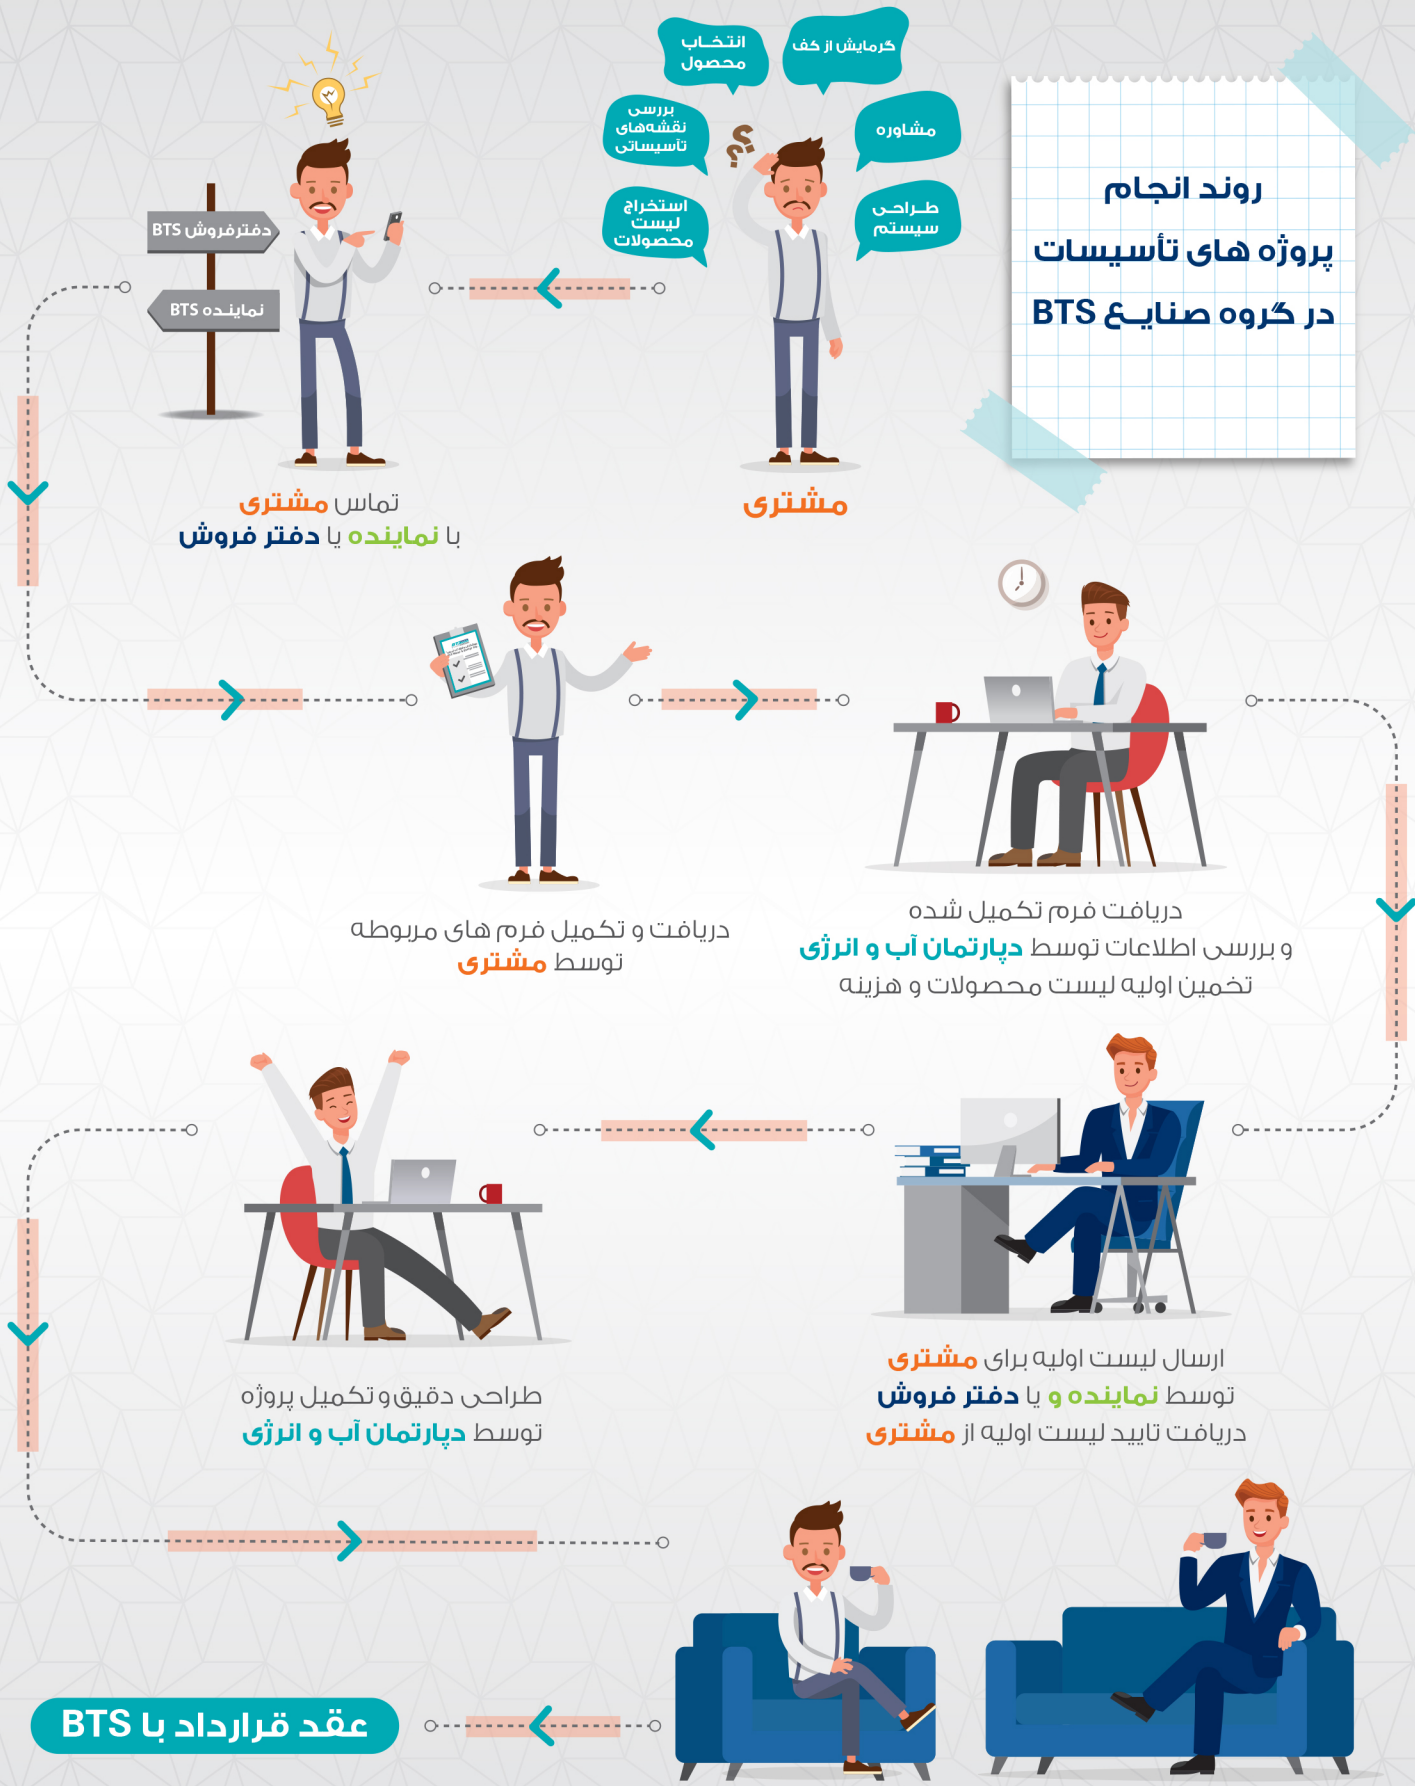 روند انجام
پروژه های تأسیسات
در گروه صنایع BTS
گرمایش از کف
انتخاب
محصول
مشاوره
بررسی
نقشه‌های
تأسیساتی
طراحی
سیستم
استخراج
لیست
محصولات
؟؟
مشتری
دفترفروش BTS
نماینده BTS
تماس مشتری
با نماینده یا دفتر فروش
دریافت و تکمیل فرم های مربوطه
توسط مشتری
دریافت فرم تکمیل شده
و بررسی اطلاعات توسط دپارتمان آب و انرژی
تخمین اولیه لیست محصولات و هزینه
ارسال لیست اولیه برای مشتری
توسط نماینده و یا دفتر فروش
دریافت تایید لیست اولیه از مشتری
طراحی دقیق و تکمیل پروژه
توسط دپارتمان آب و انرژی
عقد قرارداد با BTS